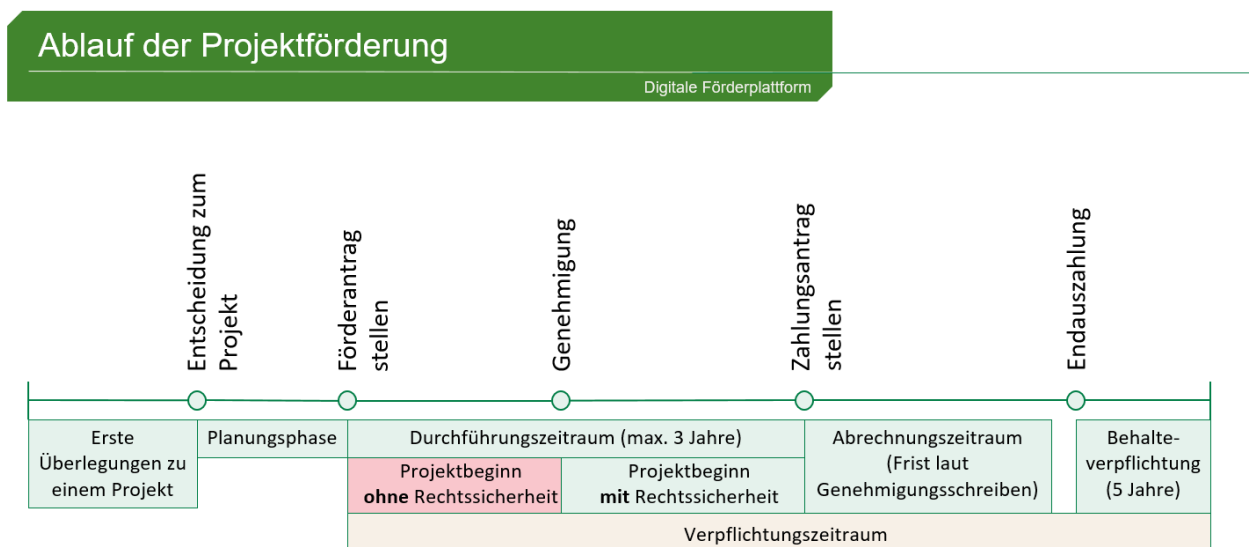 Ablauf der Projektförderung
Digitale Förderplattform
Entscheidung zum
Projekt
Förderantrag
stellen
Genehmigung
Zahlungsantrag
stellen
Endauszahlung
Erste
Überlegungen zu
einem Projekt
Planungsphase
Durchführungszeitraum (max. 3 Jahre)
Projektbeginn
ohne Rechtssicherheit
Projektbeginn
mit Rechtssicherheit
Abrechnungszeitraum
(Frist laut
Genehmigungsschreiben)
Behalte-
verpflichtung
(5 Jahre)
Verpflichtungszeitraum